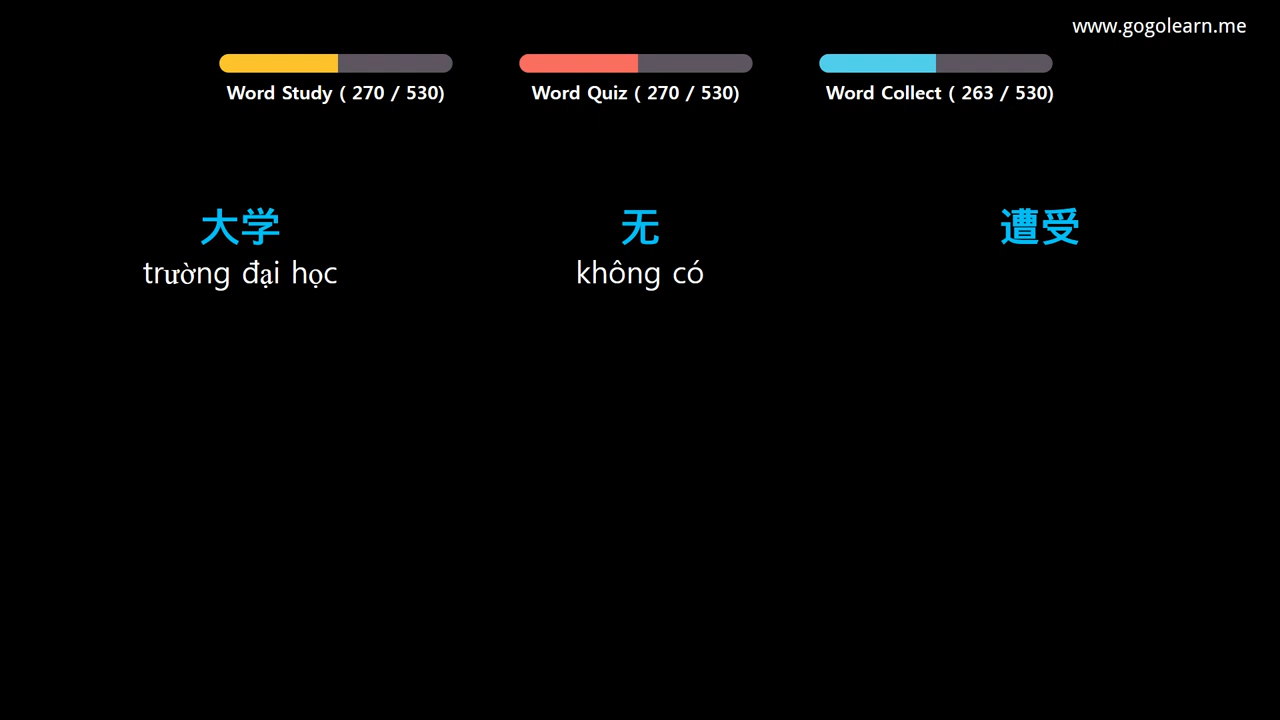 www.gogolearn.me
Word Study ( 270 / 530)
Word Quiz ( 270 / 530)
Word Collect ( 263 / 530)
大学
trường đại học
无
không có
遭受